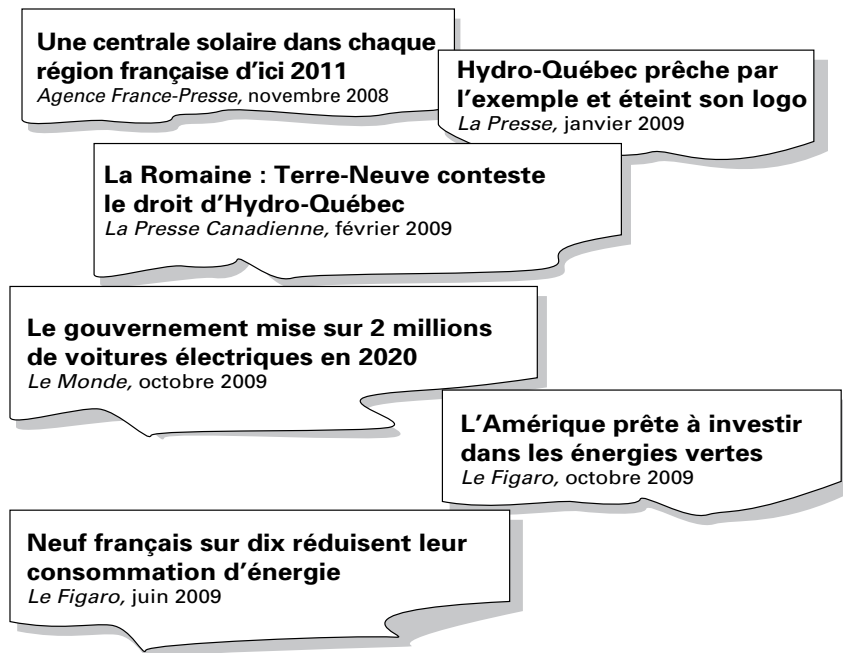 Une centrale solaire dans chaque
région française d’ici 2011
Agence France-Presse, novembre 2008
Hydro-Québec prêche par
l’exemple et éteint son logo
La Presse, janvier 2009
La Romaine : Terre-Neuve conteste
le droit d’Hydro-Québec
La Presse Canadienne, février 2009
Le gouvernement mise sur 2 millions
de voitures électriques en 2020
Le Monde, octobre 2009
L’Amérique prête à investir
dans les énergies vertes
Le Figaro, octobre 2009
Neuf français sur dix réduisent leur
consommation d’énergie
Le Figaro, juin 2009